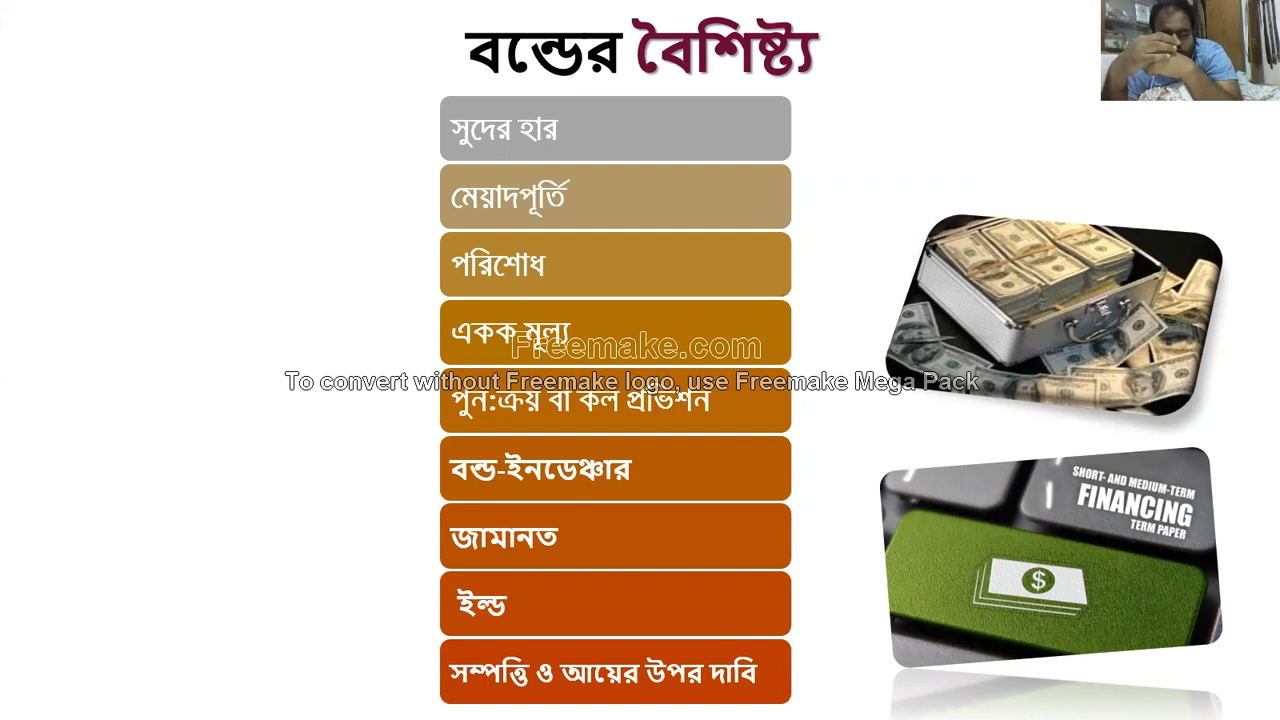 বন্ডের বৈশিষ্ট্য
সুদের হার
মেয়াদপূর্তি
পরিশোধ
একক মূল্য
Freemake.com
To convert without Freemake logo, use Freemake Mega Pack
পুন:ক্রয় বা কল প্রভিশন
বন্ড-ইনডেঞ্চার
জামানত
ইল্ড
সম্পত্তি ও আয়ের উপর দাবি
SHORT- AND MEDIUM-TERM
FINANCING
TERM PAPER